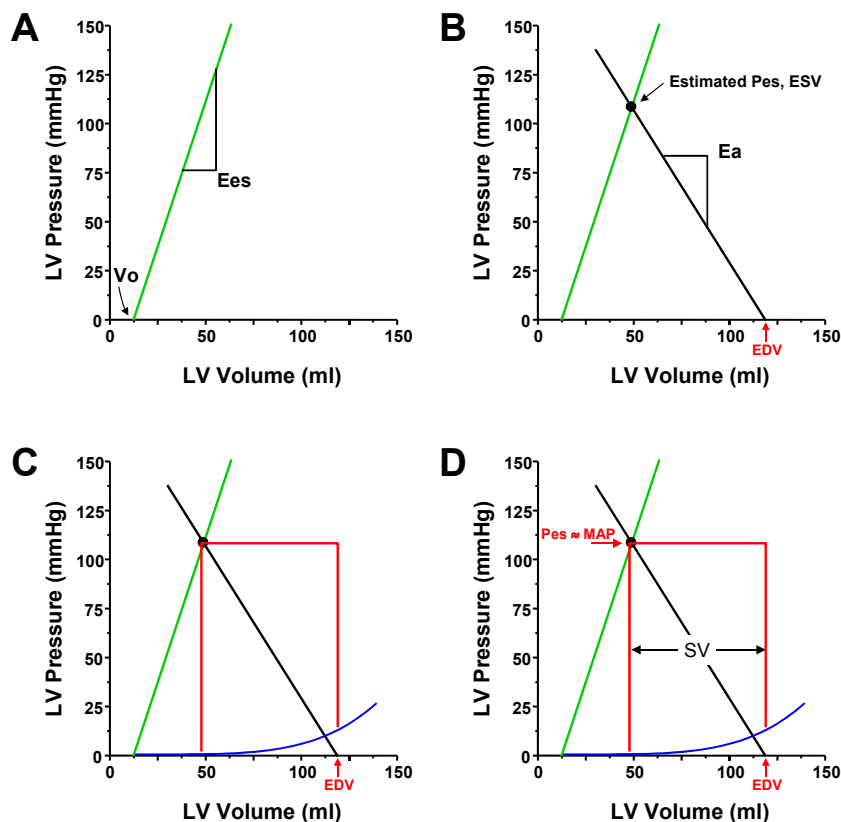 A
LV Pressure (mmHg)
150
125
100
75
50
25
0
Ees
Vo
0
50
100
150
LV Volume (ml)
B
LV Pressure (mmHg)
150
125
100
75
50
25
0
Estimated Pes, ESV
Ea
0
50
100
150
EDV
LV Volume (ml)
C
LV Pressure (mmHg)
150
125
100
75
50
25
0
0
50
100
150
EDV
LV Volume (ml)
D
LV Pressure (mmHg)
150
125
100
75
50
25
0
Pes ≈ MAP
SV
0
50
100
150
EDV
LV Volume (ml)